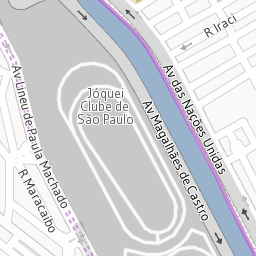 R Iraci
Jóquei
Clube de
São Paulo
Av das Nações Unidas
Av Magalhães de Castro
Av Lineu de Paula Machado
R Maracaibo